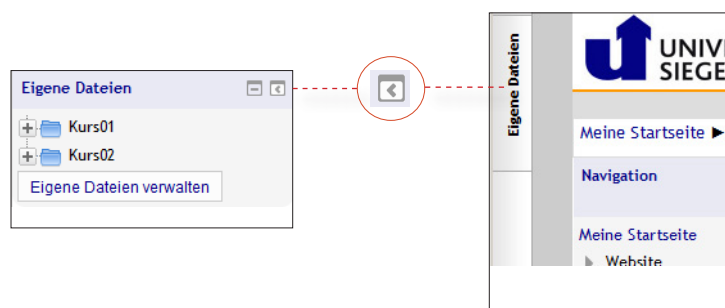 Eigene Dateien
Kurs01
Kurs02
Eigene Dateien verwalten
Eigene Dateien
UNIV
SIEGE
Meine Startseite ►
Navigation
Meine Startseite
Website